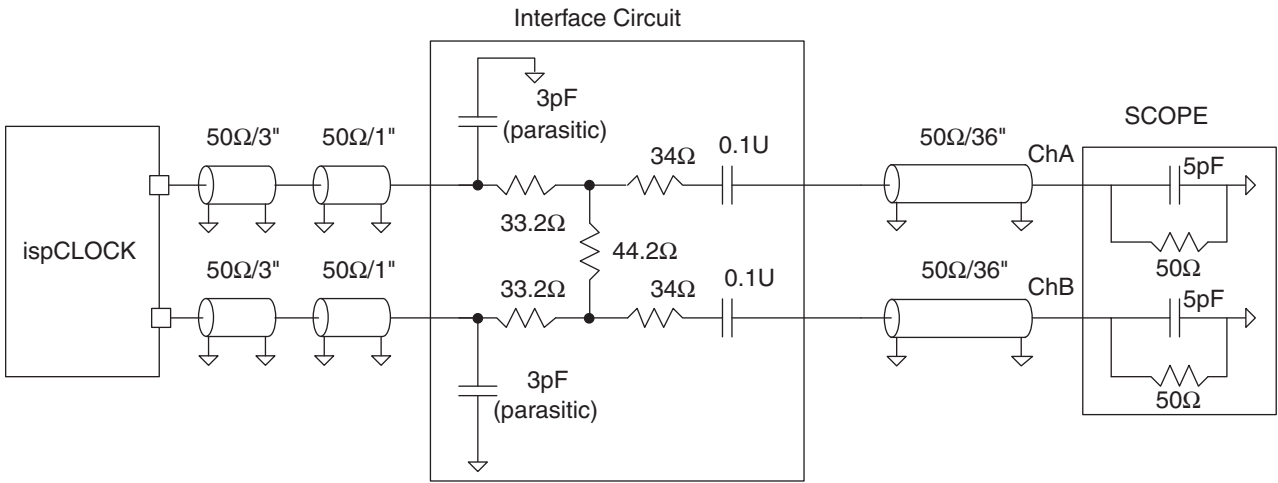 Interface Circuit
3pF
(parasitic)
50Ω/3"
50Ω/1"
34Ω
0.1U
50Ω/36"
ChA
SCOPE
5pF
33.2Ω
50Ω
ispCLOCK
44.2Ω
50Ω/3"
50Ω/1"
33.2Ω
34Ω
0.1U
50Ω/36"
ChB
5pF
3pF
(parasitic)
50Ω